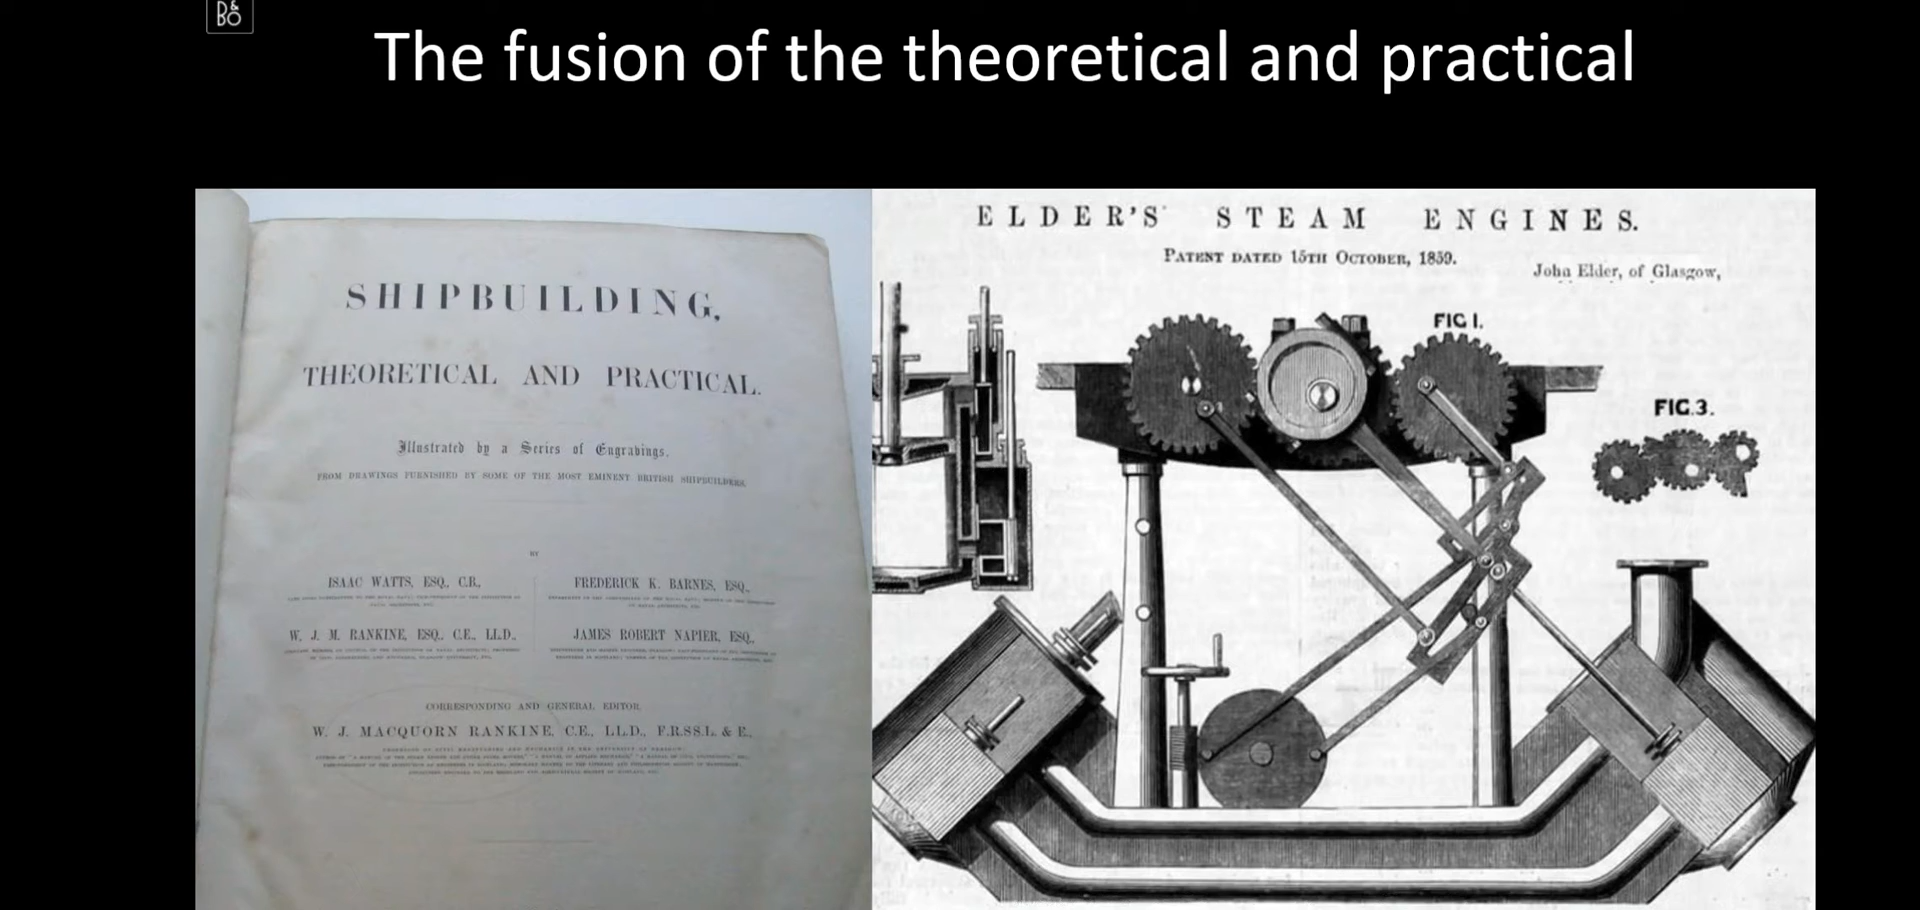 B&O
The fusion of the theoretical and practical
SHIPBUILDING,
THEORETICAL AND PRACTICAL.
Illustrated by a Series of Engravings,
FROM DRAWINGS FURNISHED BY SOME OF THE MOST EMINENT BRITISH SHIPBUILDERS.
BY
ISAAC WATTS, ESQ., C.B.,
FREDERICK K. BARNES, ESQ.,
W. J. M. RANKINE, ESQ., C.E., LL.D.,
JAMES ROBERT NAPIER, ESQ.,
CORRESPONDING AND GENERAL EDITOR,
W. J. MACQUORN RANKINE, C.E., LL.D., F.R.SS.L. & E.,
ELDER'S STEAM ENGINES.
PATENT DATED 15TH OCTOBER, 1859.
John Elder, of Glasgow,
FIG 1.
FIG.3.